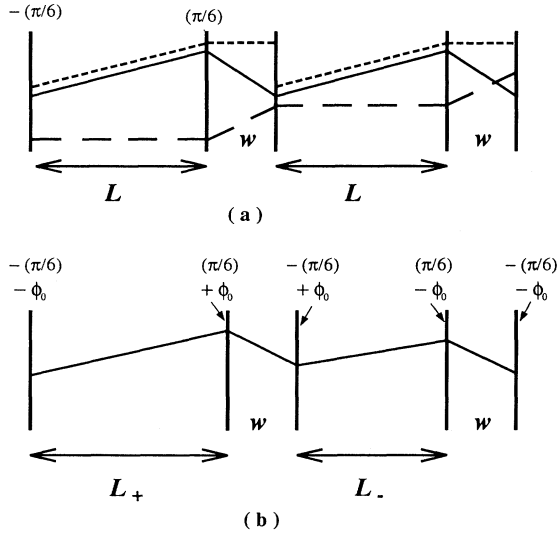 − (π/6) (π/6)
w w
L L
( a )
− (π/6) (π/6) − (π/6) (π/6) − (π/6)
− ϕ₀ + ϕ₀ + ϕ₀ − ϕ₀ − ϕ₀
w w
L₊ L₋
( b )